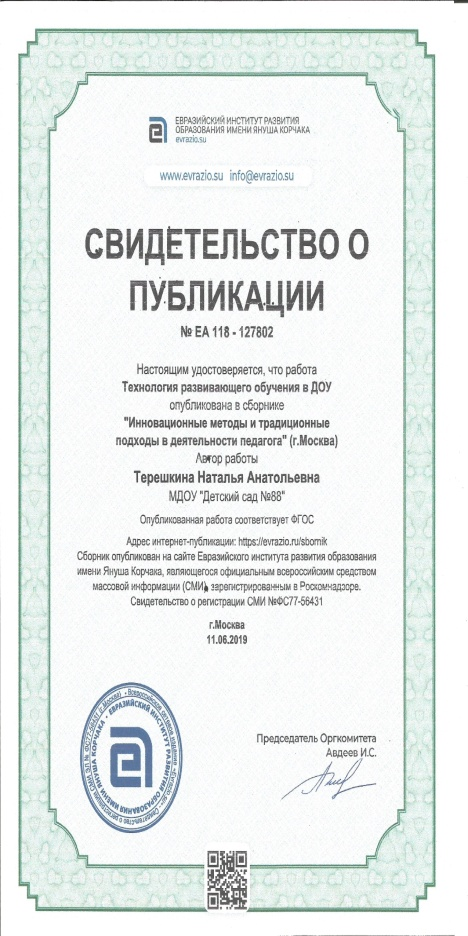 ЕВРАЗИЙСКИЙ ИНСТИТУТ РАЗВИТИЯ
ОБРАЗОВАНИЯ ИМЕНИ ЯНУША КОРЧАКА
evrazio.su
www.evrazio.su info@evrazio.su
СВИДЕТЕЛЬСТВО О
ПУБЛИКАЦИИ
№ ЕА 118 - 127802
Настоящим удостоверяется, что работа
Технология развивающего обучения в ДОУ
опубликована в сборнике
"Инновационные методы и традиционные
подходы в деятельности педагога" (г.Москва)
Автор работы
Терешкина Наталья Анатольевна
МДОУ "Детский сад №88"
Опубликованная работа соответствует ФГОС
Адрес интернет-публикации: https://evrazio.ru/sbornik
Сборник опубликован на сайте Евразийского института развития образования
имени Януша Корчака, являющегося официальным всероссийским средством
массовой информации (СМИ), зарегистрированным в Роскомнадзоре.
Свидетельство о регистрации СМИ №ФС77-56431
г.Москва
11.06.2019
Председатель Оргкомитета
Авдеев И.С.
ЕВРАЗИЙСКИЙ ИНСТИТУТ РАЗВИТИЯ ОБРАЗОВАНИЯ ИМЕНИ ЯНУША КОРЧАКА